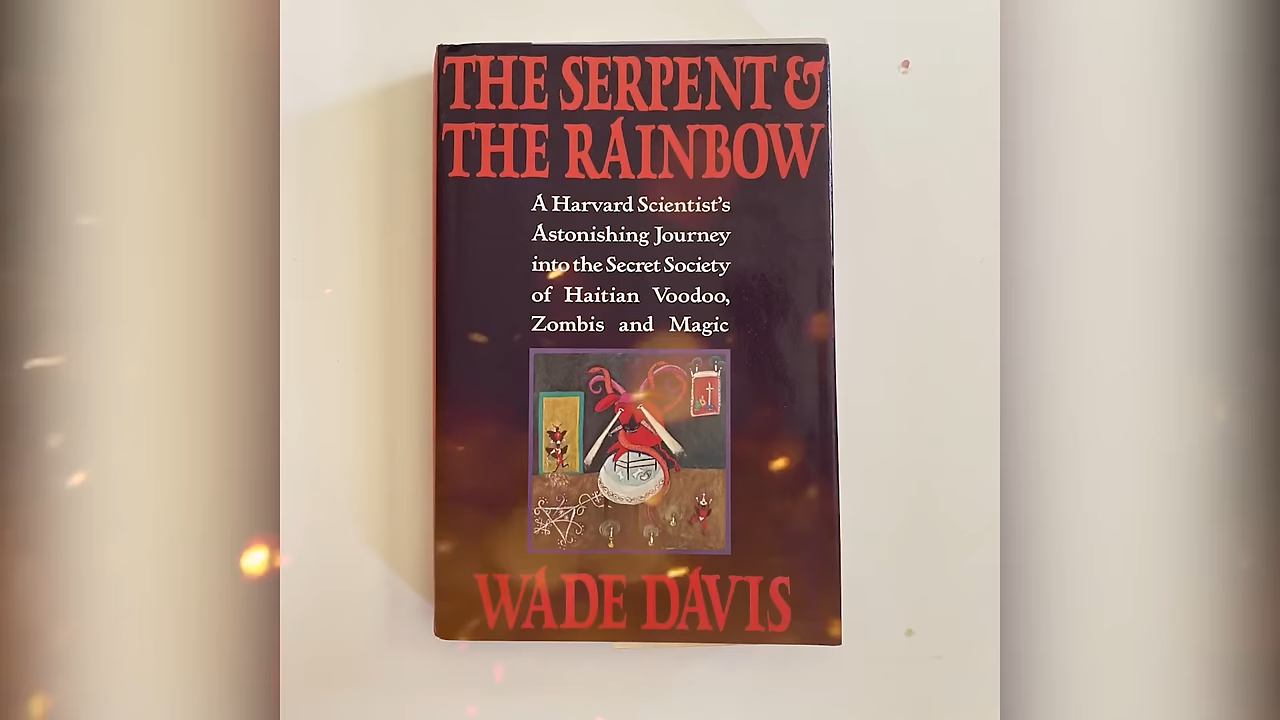 THE SERPENT &
THE RAINBOW
A Harvard Scientist's
Astonishing Journey
into the Secret Society
of Haitian Voodoo,
Zombis and Magic
WADE DAVIS